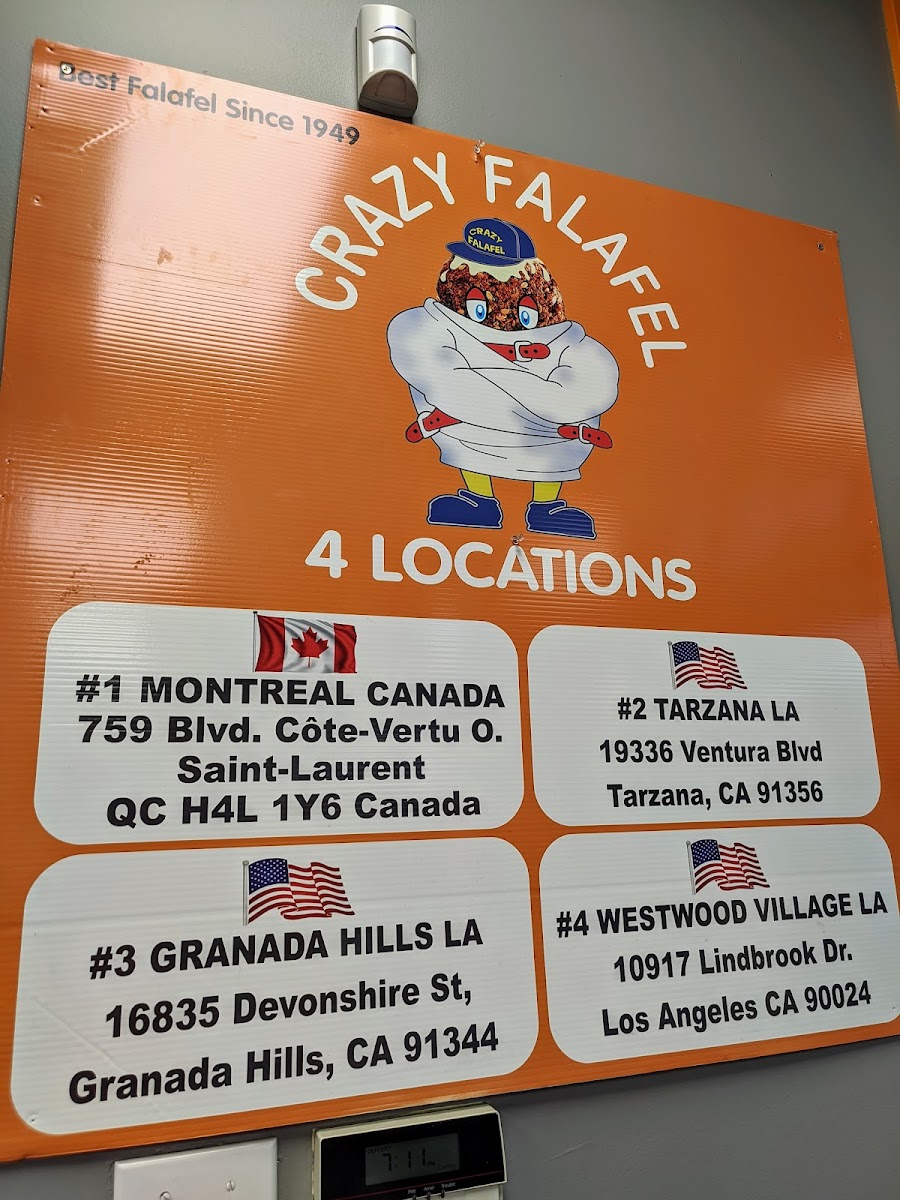 Best Falafel Since 1949
CRAZY FALAFEL
CRAZY
FALAFEL
4 LOCATIONS
#1 MONTREAL CANADA
759 Blvd. Côte-Vertu O.
Saint-Laurent
QC H4L 1Y6 Canada
#2 TARZANA LA
19336 Ventura Blvd
Tarzana, CA 91356
#3 GRANADA HILLS LA
16835 Devonshire St,
Granada Hills, CA 91344
#4 WESTWOOD VILLAGE LA
10917 Lindbrook Dr.
Los Angeles CA 90024
7:11